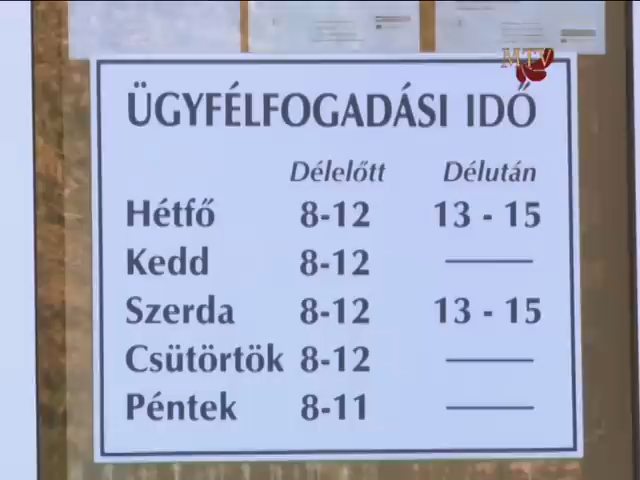 MTV
ÜGYFÉLFOGADÁSI IDŐ
Délelőtt Délután
Hétfő 8-12 13 - 15
Kedd 8-12 ———
Szerda 8-12 13 - 15
Csütörtök 8-12 ———
Péntek 8-11 ———